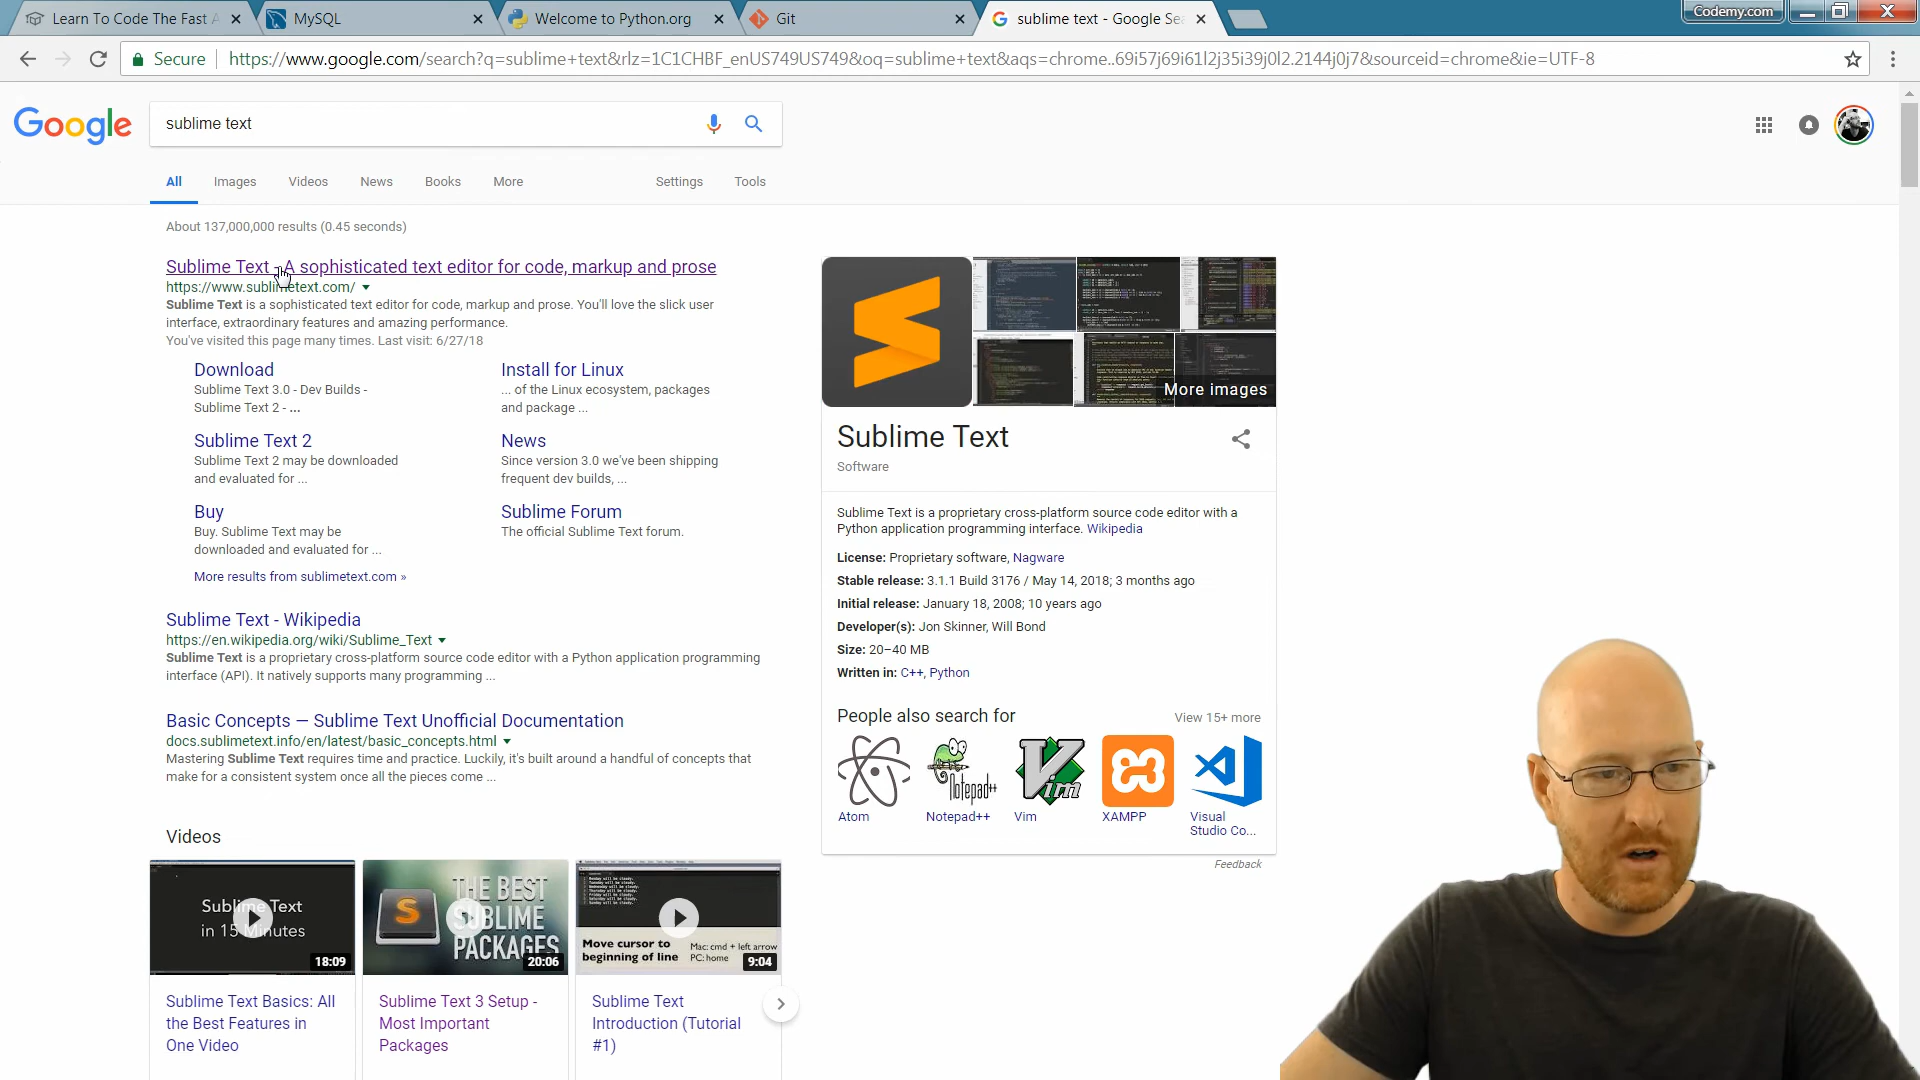 Learn To Code The Fast
MySQL
Welcome to Python.org
Git
sublime text - Google Se
Codemy.com
Secure
https://www.google.com/search?q=sublime+text&rlz=1C1CHBF_enUS749US749&oq=sublime+text&aqs=chrome..69i57j69i61l2j35i39j0l2.2144j0j7&sourceid=chrome&ie=UTF-8
Google
sublime text
All Images Videos News Books More Settings Tools
About 137,000,000 results (0.45 seconds)
Sublime Text - A sophisticated text editor for code, markup and prose
https://www.sublimetext.com/
Sublime Text is a sophisticated text editor for code, markup and prose. You'll love the slick user
interface, extraordinary features and amazing performance.
You've visited this page many times. Last visit: 6/27/18
Download
Sublime Text 3.0 - Dev Builds -
Sublime Text 2 - ...
Install for Linux
... of the Linux ecosystem, packages
and package ...
Sublime Text 2
Sublime Text 2 may be downloaded
and evaluated for ...
News
Since version 3.0 we've been shipping
frequent dev builds, ...
Buy
Buy. Sublime Text may be
downloaded and evaluated for ...
Sublime Forum
The official Sublime Text forum.
More results from sublimetext.com »
Sublime Text - Wikipedia
https://en.wikipedia.org/wiki/Sublime_Text
Sublime Text is a proprietary cross-platform source code editor with a Python application programming
interface (API). It natively supports many programming ...
Basic Concepts — Sublime Text Unofficial Documentation
docs.sublimetext.info/en/latest/basic_concepts.html
Mastering Sublime Text requires time and practice. Luckily, it's built around a handful of concepts that
make for a consistent system once all the pieces come ...
Videos
Sublime Text
in 15 Minutes
18:09
THE BEST
SUBLIME
PACKAGES
20:06
Move cursor to
beginning of line
Mac: cmd + left arrow
PC: home
9:04
Sublime Text Basics: All
the Best Features in
One Video
Sublime Text 3 Setup -
Most Important
Packages
Sublime Text
Introduction (Tutorial
#1)
More images
Sublime Text
Software
Sublime Text is a proprietary cross-platform source code editor with a
Python application programming interface. Wikipedia
License: Proprietary software, Nagware
Stable release: 3.1.1 Build 3176 / May 14, 2018; 3 months ago
Initial release: January 18, 2008; 10 years ago
Developer(s): Jon Skinner, Will Bond
Size: 20–40 MB
Written in: C++, Python
People also search for
View 15+ more
Notepad++
Vim
Atom
Notepad++
Vim
XAMPP
Visual
Studio Co...
Feedback